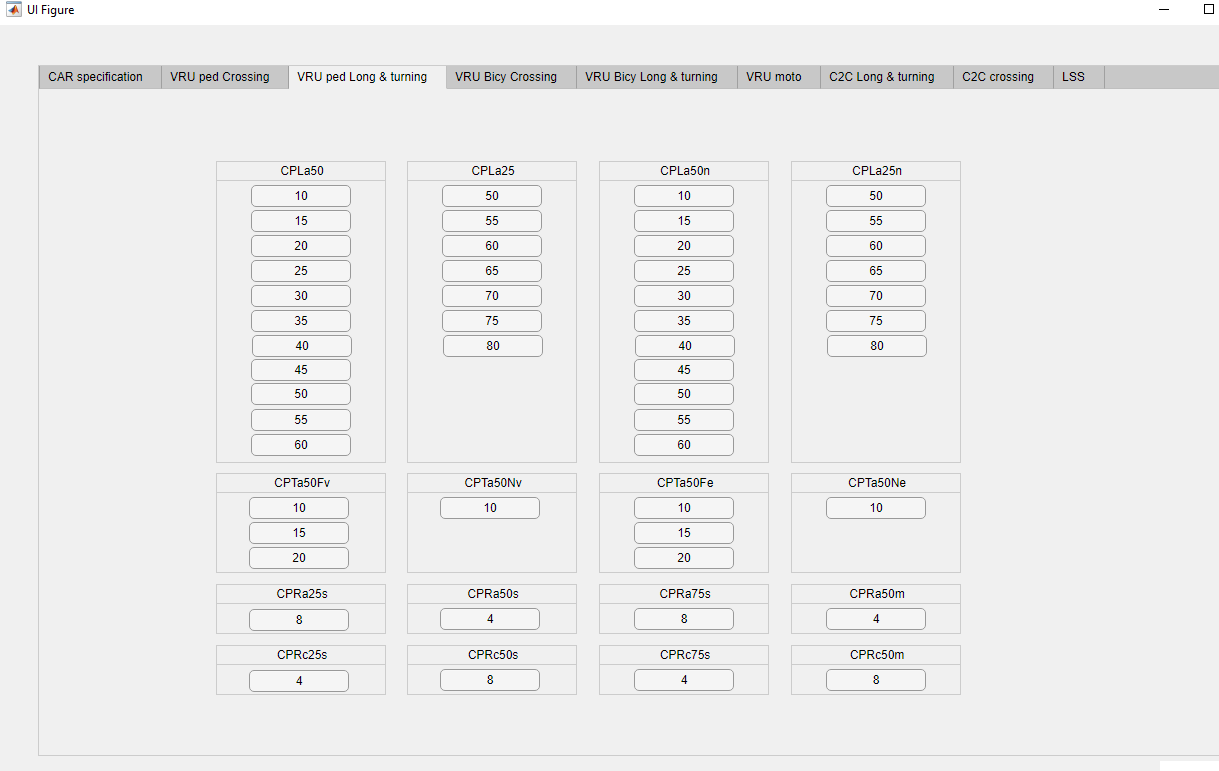 UI Figure
CAR specification VRU ped Crossing VRU ped Long & turning VRU Bicy Crossing VRU Bicy Long & turning VRU moto C2C Long & turning C2C crossing LSS
CPLa50 CPLa25 CPLa50n CPLa25n
10 50 10 50
15 55 15 55
20 60 20 60
25 65 25 65
30 70 30 70
35 75 35 75
40 80 40 80
45 45
50 50
55 55
60 60
CPTa50Fv CPTa50Nv CPTa50Fe CPTa50Ne
10 10 10 10
15 15
20 20
CPRa25s CPRa50s CPRa75s CPRa50m
8 4 8 4
CPRc25s CPRc50s CPRc75s CPRc50m
4 8 4 8